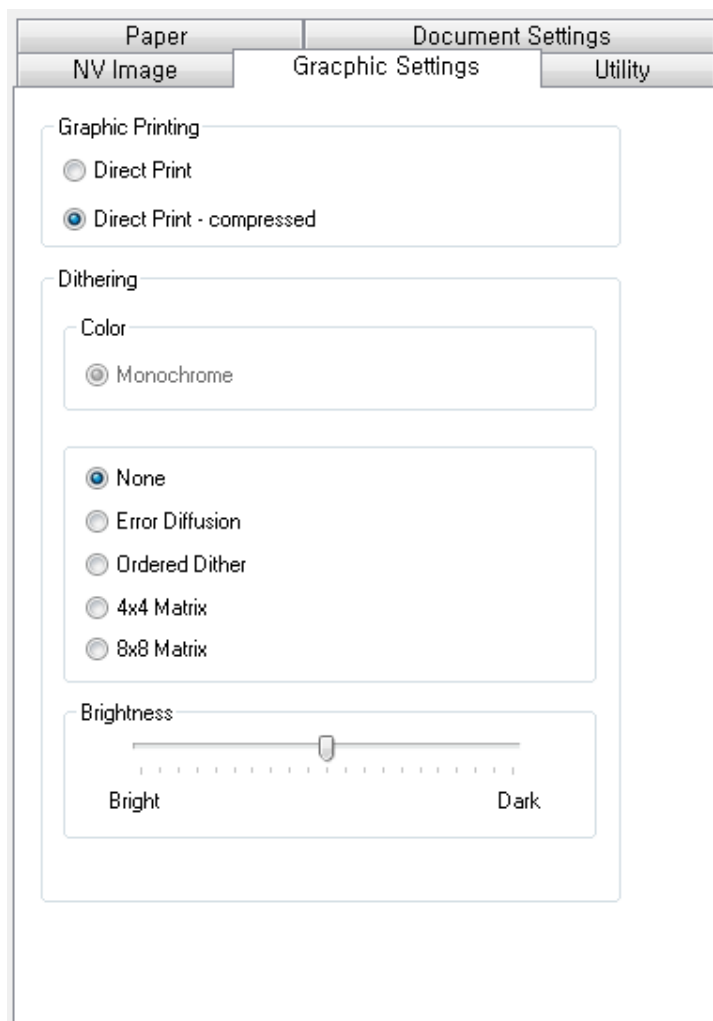 Paper Document Settings
NV Image Gracphic Settings Utility
Graphic Printing
Direct Print
Direct Print - compressed
Dithering
Color
Monochrome
None
Error Diffusion
Ordered Dither
4x4 Matrix
8x8 Matrix
Brightness
Bright Dark